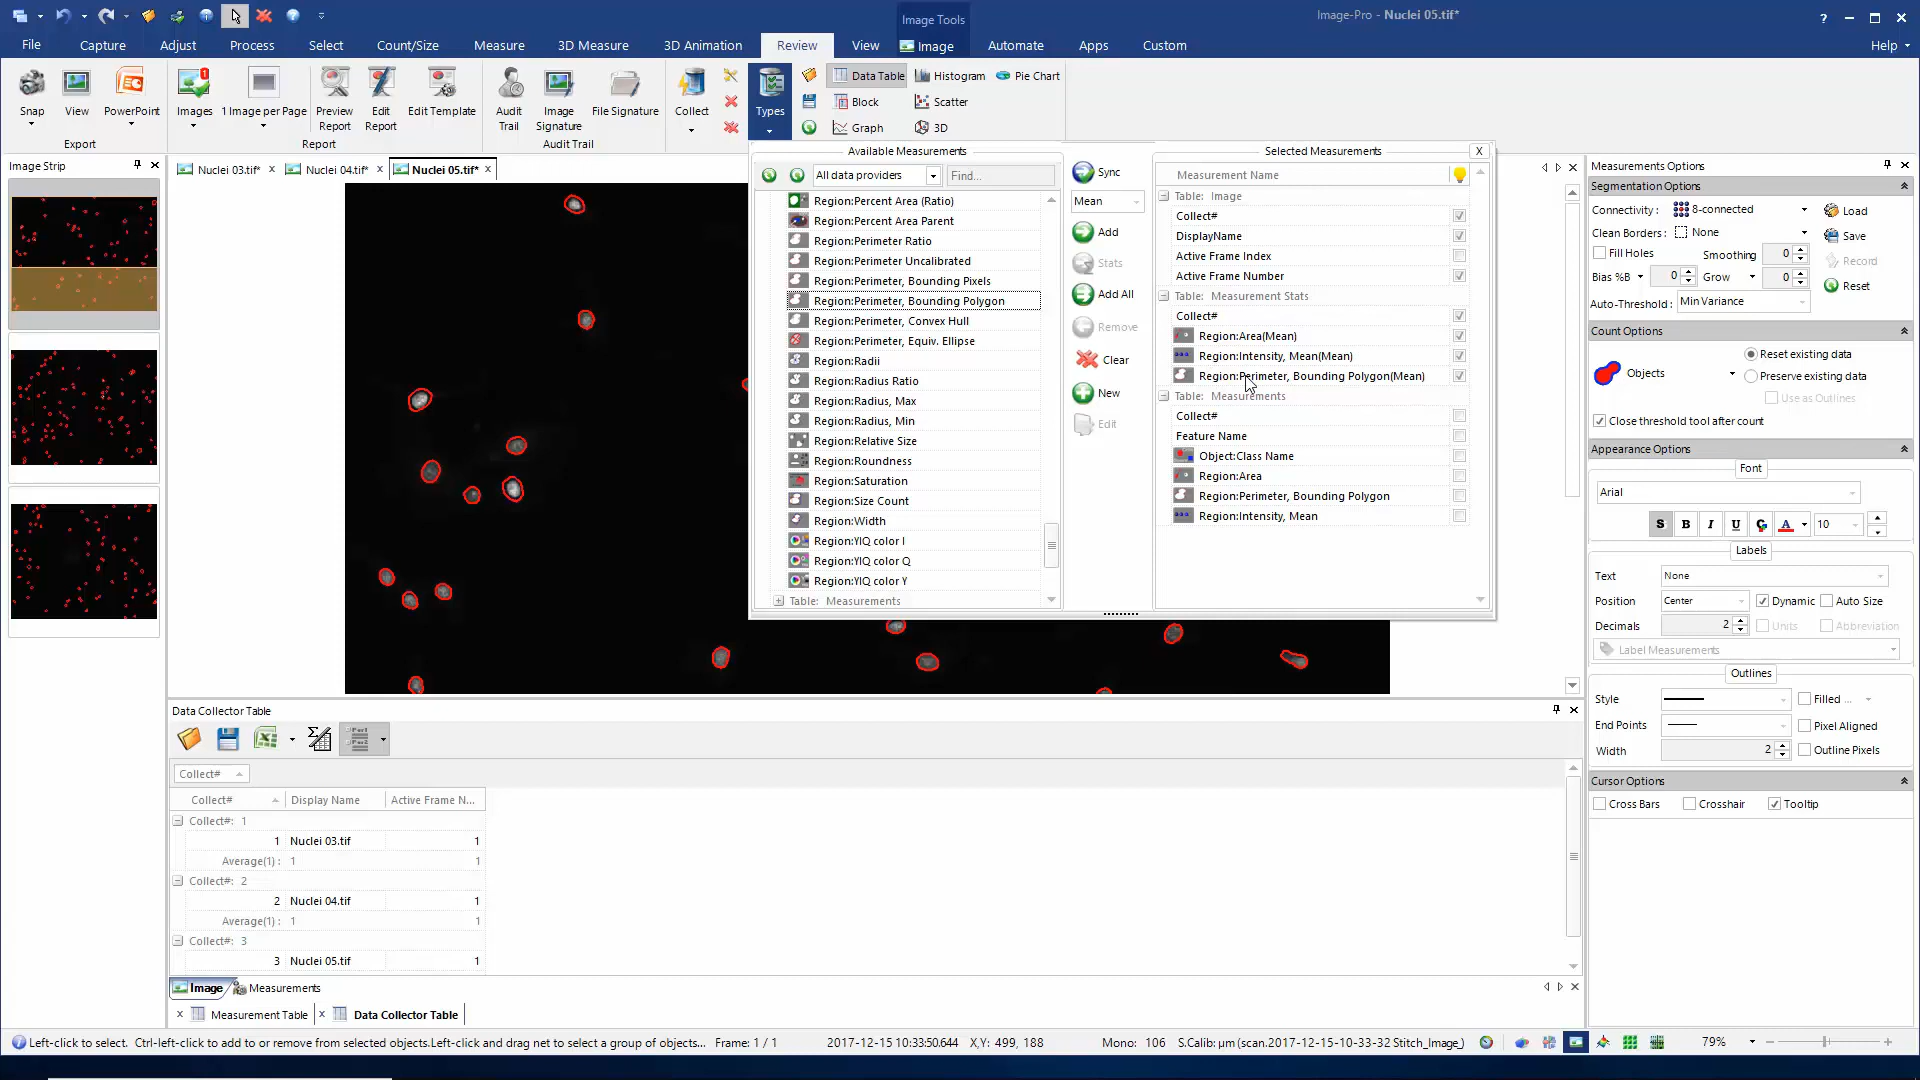 Image Tools
Image-Pro - Nuclei 05.tif*
File Capture Adjust Process Select Count/Size Measure 3D Measure 3D Animation Review View Image Automate Apps Custom Help
Snap
View
PowerPoint
Export
Images
1 Image per Page
Preview Report
Edit Report
Edit Template
Report
Audit Trail
Image Signature
File Signature
Audit Trail
Collect
Types
Data Table
Histogram
Pie Chart
Block
Scatter
Graph
3D
Image Strip
Nuclei 03.tif* x
Nuclei 04.tif* x
Nuclei 05.tif* x
Available Measurements
All data providers
Find...
Region:Percent Area (Ratio)
Region:Percent Area Parent
Region:Perimeter Ratio
Region:Perimeter Uncalibrated
Region:Perimeter, Bounding Pixels
Region:Perimeter, Bounding Polygon
Region:Perimeter, Convex Hull
Region:Perimeter, Equiv. Ellipse
Region:Radii
Region:Radius Ratio
Region:Radius, Max
Region:Radius, Min
Region:Relative Size
Region:Roundness
Region:Saturation
Region:Size Count
Region:Width
Region:YIQ color I
Region:YIQ color Q
Region:YIQ color Y
Table: Measurements
Sync
Mean
Add
Stats
Add All
Remove
Clear
New
Edit
Selected Measurements X
Measurement Name
Table: Image
Collect#
DisplayName
Active Frame Index
Active Frame Number
Table: Measurement Stats
Collect#
Region:Area(Mean)
Region:Intensity, Mean(Mean)
Region:Perimeter, Bounding Polygon(Mean)
Table: Measurements
Collect#
Feature Name
Object:Class Name
Region:Area
Region:Perimeter, Bounding Polygon
Region:Intensity, Mean
Measurements Options
Segmentation Options
Connectivity : 8-connected Load
Clean Borders : None Save
Fill Holes Smoothing 0 Record
Bias %B 0 Grow 0 Reset
Auto-Threshold : Min Variance
Count Options
Objects
Reset existing data
Preserve existing data
Use as Outlines
Close threshold tool after count
Appearance Options
Font
Arial
S B I U G A 10
Labels
Text None
Position Center Dynamic Auto Size
Decimals 2 Units Abbreviation
Label Measurements
Outlines
Style Filled ...
End Points Pixel Aligned
Width 2 Outline Pixels
Cursor Options
Cross Bars Crosshair Tooltip
Data Collector Table
Collect#
Collect# Display Name Active Frame N...
Collect#: 1
1 Nuclei 03.tif 1
Average(1) : 1 1
Collect#: 2
2 Nuclei 04.tif 1
Average(1) : 1 1
Collect#: 3
3 Nuclei 05.tif 1
Image Measurements
x Measurement Table x Data Collector Table
Left-click to select. Ctrl-left-click to add to or remove from selected objects.Left-click and drag net to select a group of objects... Frame: 1 / 1 2017-12-15 10:33:50.644 X,Y: 499, 188 Mono: 106 S.Calib: µm (scan.2017-12-15-10-33-32 Stitch_Image_) 79%